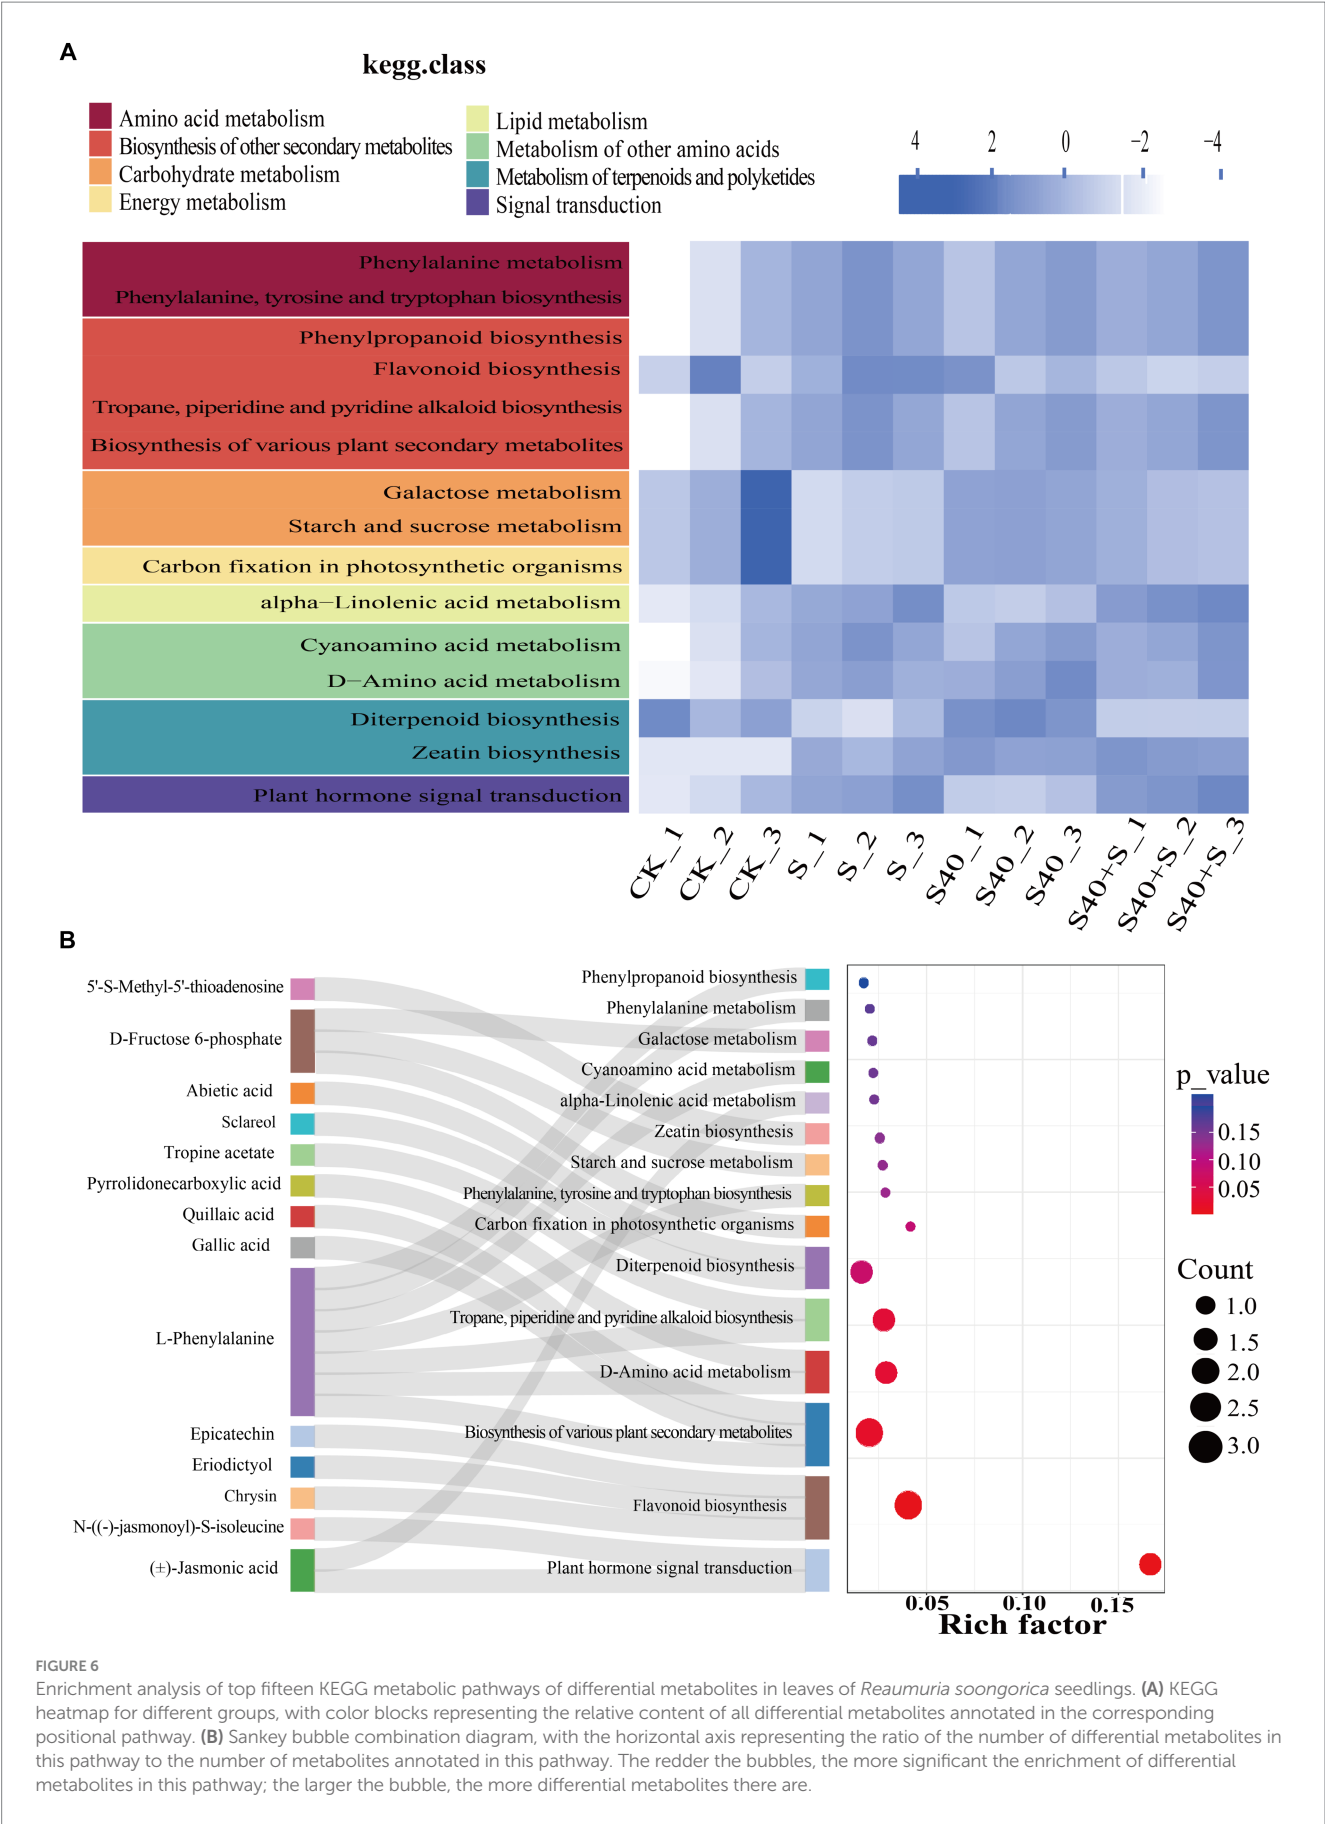 A
kegg.class
Amino acid metabolism
Biosynthesis of other secondary metabolites
Carbohydrate metabolism
Energy metabolism
Lipid metabolism
Metabolism of other amino acids
Metabolism of terpenoids and polyketides
Signal transduction
4 2 0 −2 −4
Phenylalanine metabolism
Phenylalanine, tyrosine and tryptophan biosynthesis
Phenylpropanoid biosynthesis
Flavonoid biosynthesis
Tropane, piperidine and pyridine alkaloid biosynthesis
Biosynthesis of various plant secondary metabolites
Galactose metabolism
Starch and sucrose metabolism
Carbon fixation in photosynthetic organisms
alpha−Linolenic acid metabolism
Cyanoamino acid metabolism
D−Amino acid metabolism
Diterpenoid biosynthesis
Zeatin biosynthesis
Plant hormone signal transduction
CK_1 CK_2 CK_3 S_1 S_2 S_3 S40_1 S40_2 S40_3 S40+S_1 S40+S_2 S40+S_3
B
5'-S-Methyl-5'-thioadenosine
D-Fructose 6-phosphate
Abietic acid
Sclareol
Tropine acetate
Pyrrolidonecarboxylic acid
Quillaic acid
Gallic acid
L-Phenylalanine
Epicatechin
Eriodictyol
Chrysin
N-((-)-jasmonoyl)-S-isoleucine
(±)-Jasmonic acid
Phenylpropanoid biosynthesis
Phenylalanine metabolism
Galactose metabolism
Cyanoamino acid metabolism
alpha-Linolenic acid metabolism
Zeatin biosynthesis
Starch and sucrose metabolism
Phenylalanine, tyrosine and tryptophan biosynthesis
Carbon fixation in photosynthetic organisms
Diterpenoid biosynthesis
Tropane, piperidine and pyridine alkaloid biosynthesis
D-Amino acid metabolism
Biosynthesis of various plant secondary metabolites
Flavonoid biosynthesis
Plant hormone signal transduction
0.05 0.10 0.15
Rich factor
p_value
0.15
0.10
0.05
Count
1.0
1.5
2.0
2.5
3.0
FIGURE 6
Enrichment analysis of top fifteen KEGG metabolic pathways of differential metabolites in leaves of Reaumuria soongorica seedlings. (A) KEGG
heatmap for different groups, with color blocks representing the relative content of all differential metabolites annotated in the corresponding
positional pathway. (B) Sankey bubble combination diagram, with the horizontal axis representing the ratio of the number of differential metabolites in
this pathway to the number of metabolites annotated in this pathway. The redder the bubbles, the more significant the enrichment of differential
metabolites in this pathway; the larger the bubble, the more differential metabolites there are.